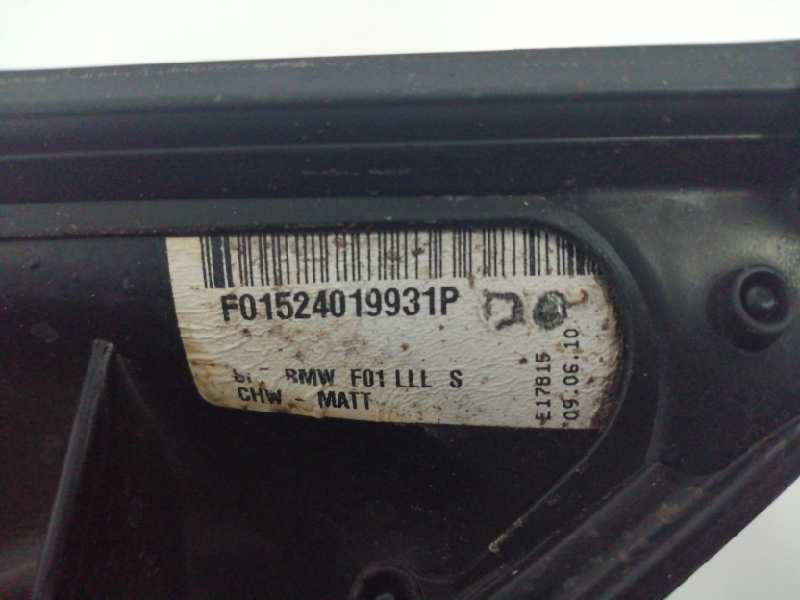 F01524019931P
BMW F01 LLL S
CHW - MATT
E17815
09.06.10